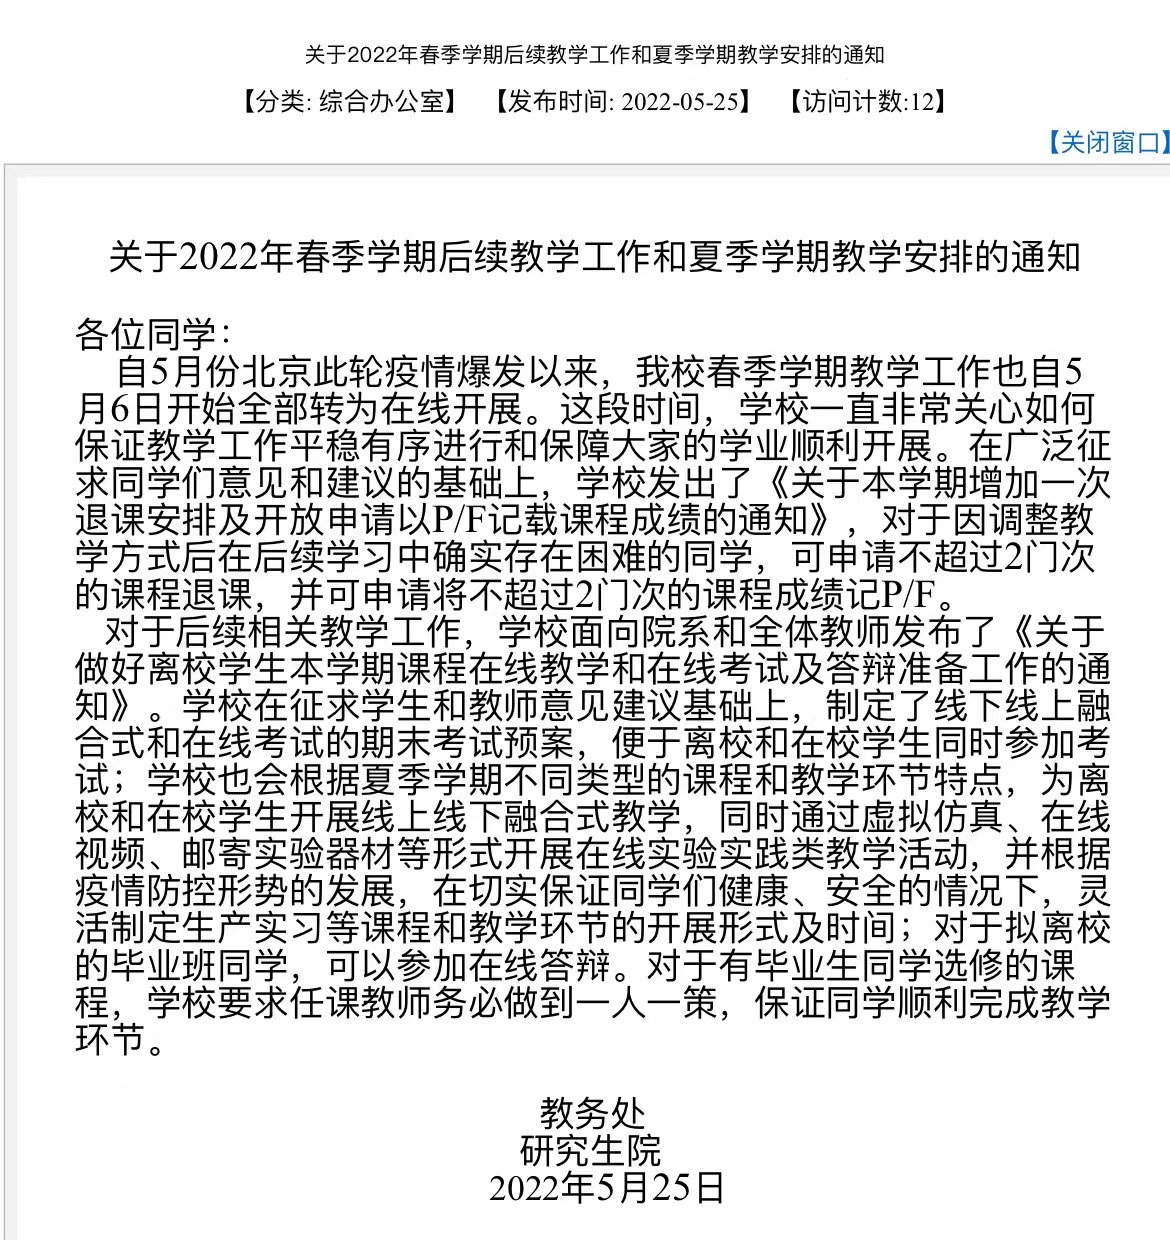 关于2022年春季学期后续教学工作和夏季学期教学安排的通知
【分类: 综合办公室】 【发布时间: 2022-05-25】 【访问计数:12】
【关闭窗口】
关于2022年春季学期后续教学工作和夏季学期教学安排的通知
各位同学：
自5月份北京此轮疫情爆发以来，我校春季学期教学工作也自5
月6日开始全部转为在线开展。这段时间，学校一直非常关心如何
保证教学工作平稳有序进行和保障大家的学业顺利开展。在广泛征
求同学们意见和建议的基础上，学校发出了《关于本学期增加一次
退课安排及开放申请以P/F记载课程成绩的通知》，对于因调整教
学方式后在后续学习中确实存在困难的同学，可申请不超过2门次
的课程退课，并可申请将不超过2门次的课程成绩记P/F。
对于后续相关教学工作，学校面向院系和全体教师发布了《关于
做好离校学生本学期课程在线教学和在线考试及答辩准备工作的通
知》。学校在征求学生和教师意见建议基础上，制定了线下线上融
合式和在线考试的期末考试预案，便于离校和在校学生同时参加考
试；学校也会根据夏季学期不同类型的课程和教学环节特点，为离
校和在校学生开展线上线下融合式教学，同时通过虚拟仿真、在线
视频、邮寄实验器材等形式开展在线实验实践类教学活动，并根据
疫情防控形势的发展，在切实保证同学们健康、安全的情况下，灵
活制定生产实习等课程和教学环节的开展形式及时间；对于拟离校
的毕业班同学，可以参加在线答辩。对于有毕业生同学选修的课
程，学校要求任课教师务必做到一人一策，保证同学顺利完成教学
环节。
教务处
研究生院
2022年5月25日